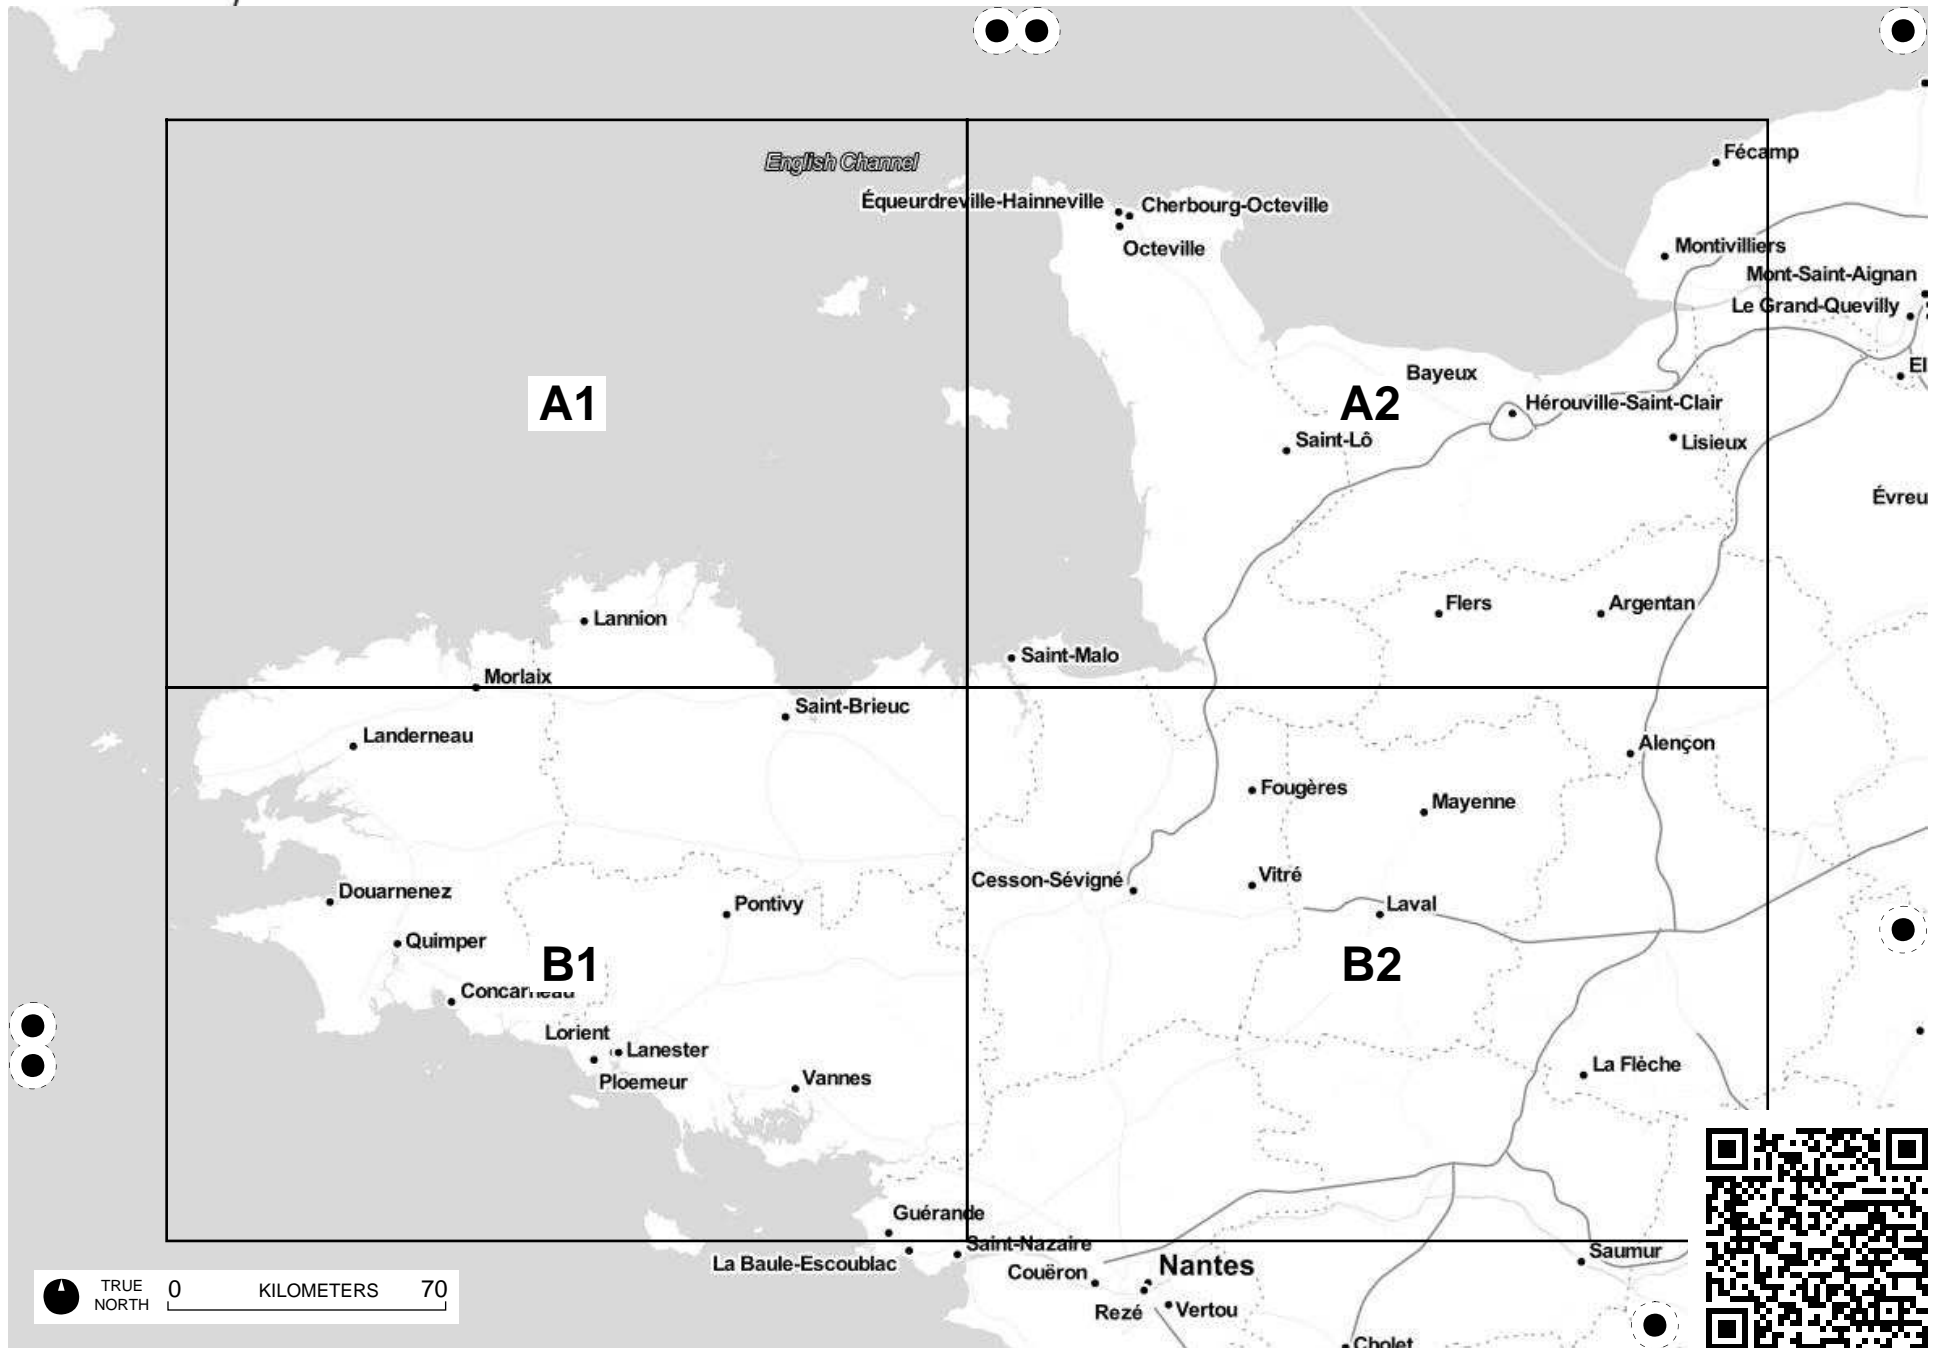 English Channel
Fécamp
Équeurdreville-Hainneville
Cherbourg-Octeville
Octeville
Montivilliers
Mont-Saint-Aignan
Le Grand-Quevilly
El
Bayeux
A1
A2
Hérouville-Saint-Clair
Saint-Lô
Lisieux
Évreu
Flers
Argentan
Lannion
Saint-Malo
Morlaix
Saint-Brieuc
Landerneau
Alençon
Fougères
Mayenne
Cesson-Sévigné
Vitré
Douarnenez
Pontivy
Laval
Quimper
B1
B2
Concarneau
Lorient
Lanester
La Flèche
Ploemeur
Vannes
Guérande
Saint-Nazaire
Saumur
La Baule-Escoublac
Couëron
Nantes
TRUE NORTH 0 KILOMETERS 70
Rezé
Vertou
Cholet